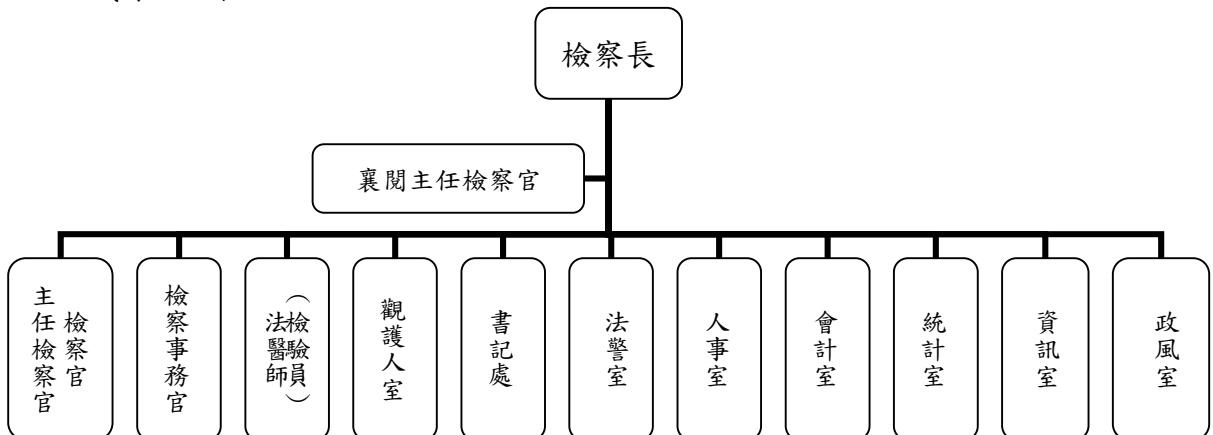 檢察長
襄閱主任檢察官
主任檢察官
檢察官
檢察事務官
法醫師
（檢驗員）
觀護人室
書記處
法警室
人事室
會計室
統計室
資訊室
政風室